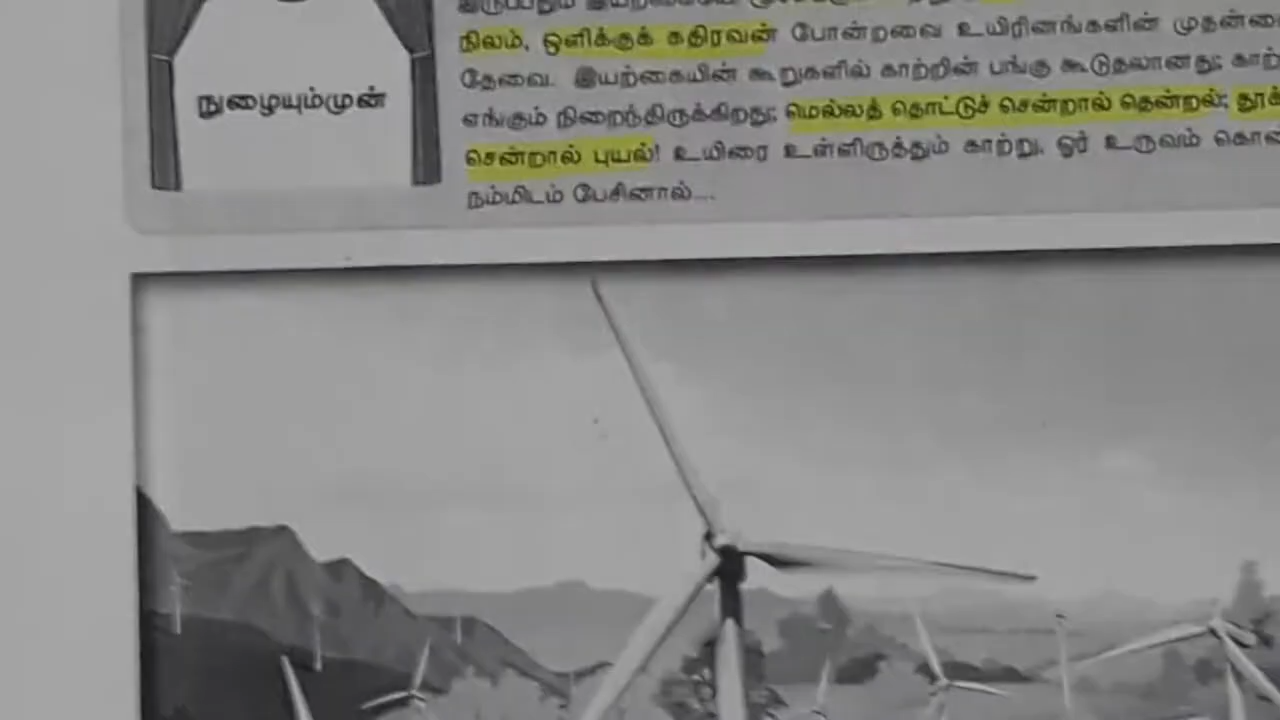 நுழையும்முன்
நிலம், ஒளிக்குக் கதிரவன் போன்றவை உயிரினங்களின்
தேவை. இயற்கையின் கூறுகளில் காற்றின் பங்கு கூடுதலானது;
எங்கும் நிறைந்திருக்கிறது; மெல்லத் தொட்டுச் சென்றால் தென்றல்;
சென்றால் புயல்! உயிரை உள்ளிருத்தும் காற்று, ஓர் உருவம்
நம்மிடம் பேசினால்....